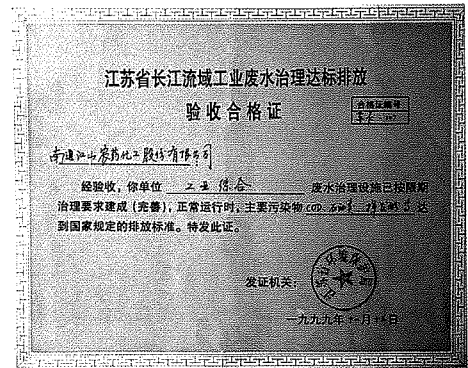 江苏省长江流域工业废水治理达标排放
验收合格证
合格证编号
南通江山农药化工股份有限公司
经验收，你单位 工业综合 废水治理设施已按限期
治理要求建成（完善），正常运行时，主要污染物 COD. 达
到国家规定的排放标准。特发此证。
发证机关：
一九九九年 月 日